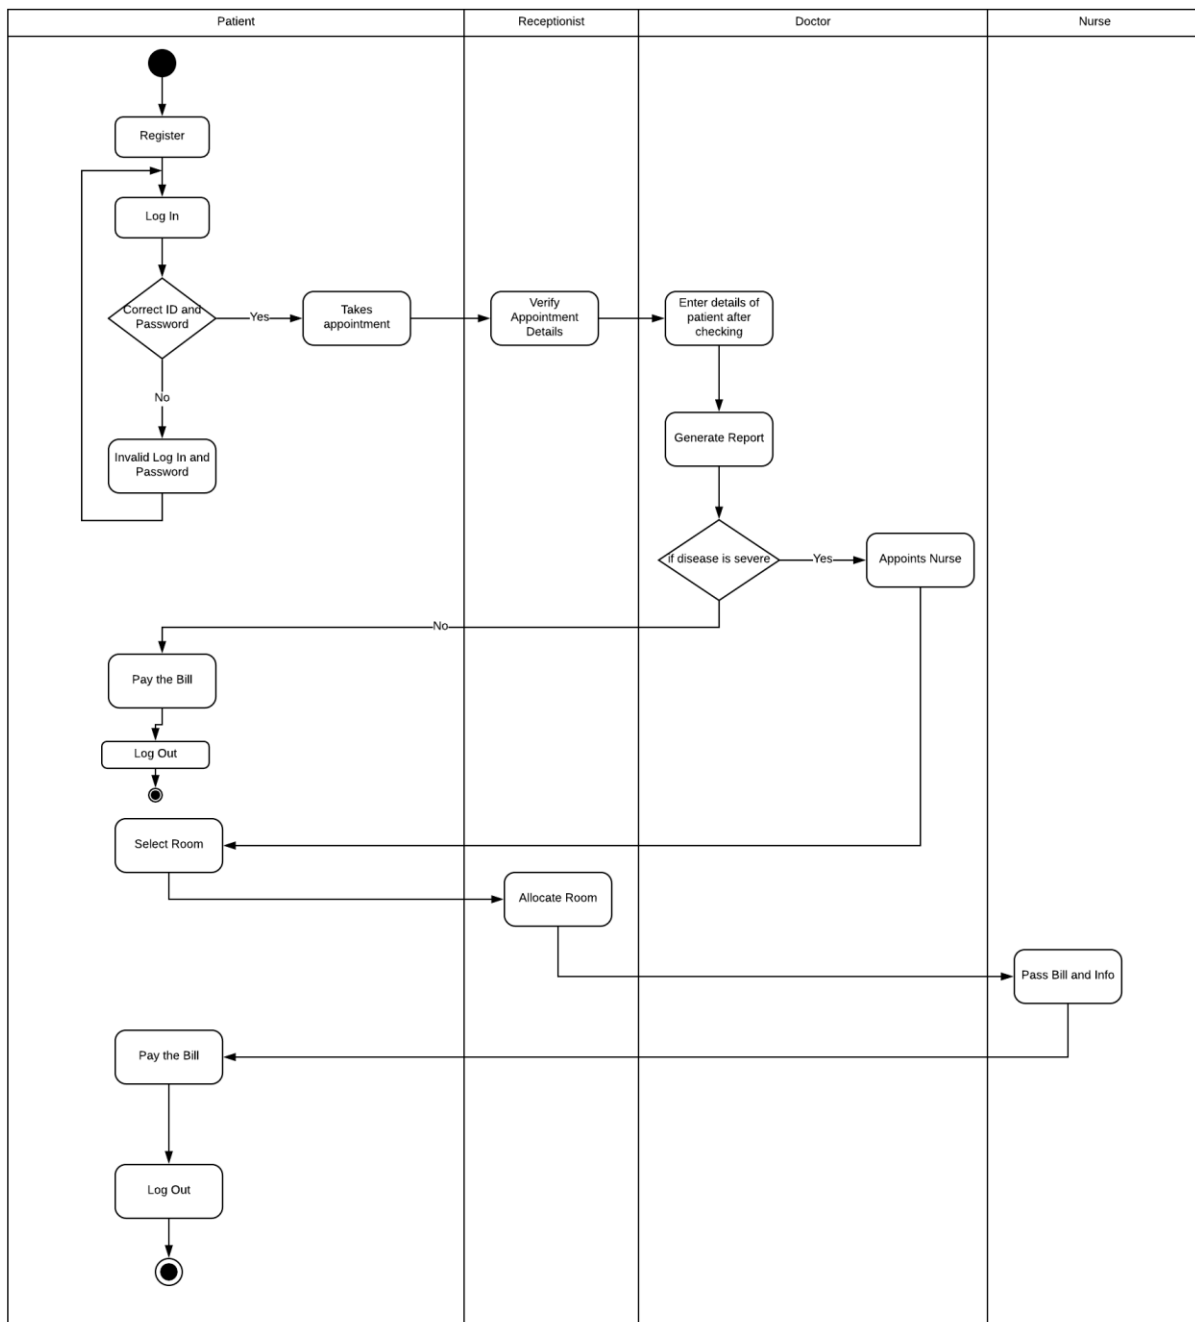 Patient
Receptionist
Doctor
Nurse
Register
Log In
Correct ID and
Password
Yes
Takes
appointment
Verify
Appointment
Details
Enter details of
patient after
checking
No
Invalid Log In and
Password
Generate Report
if disease is severe
Yes
Appoints Nurse
No
Pay the Bill
Log Out
Select Room
Allocate Room
Pass Bill and Info
Pay the Bill
Log Out